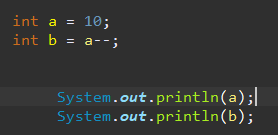 int a = 10;
int b = a--;
System.out.println(a);
System.out.println(b);